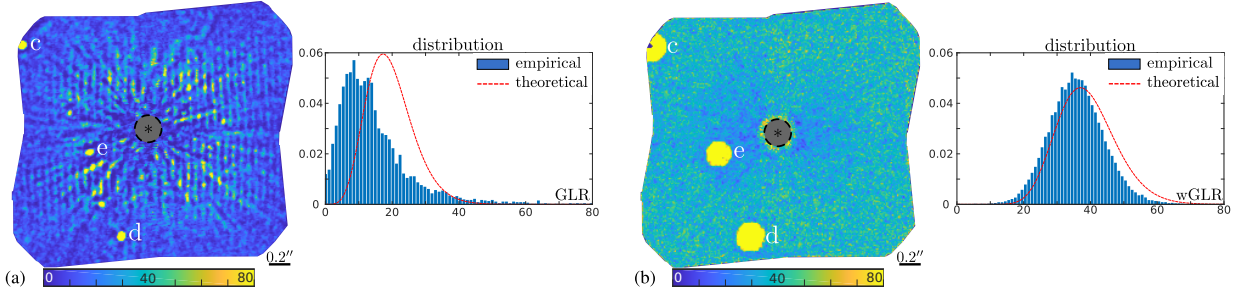 c
*
e
d
0.2″
(a)
0 40 80
distribution
0.06
0.04
0.02
0
empirical
theoretical
GLR
0 20 40 60 80
c
*
e
d
0.2″
(b)
0 40 80
distribution
0.06
0.04
0.02
0
empirical
theoretical
wGLR
0 20 40 60 80